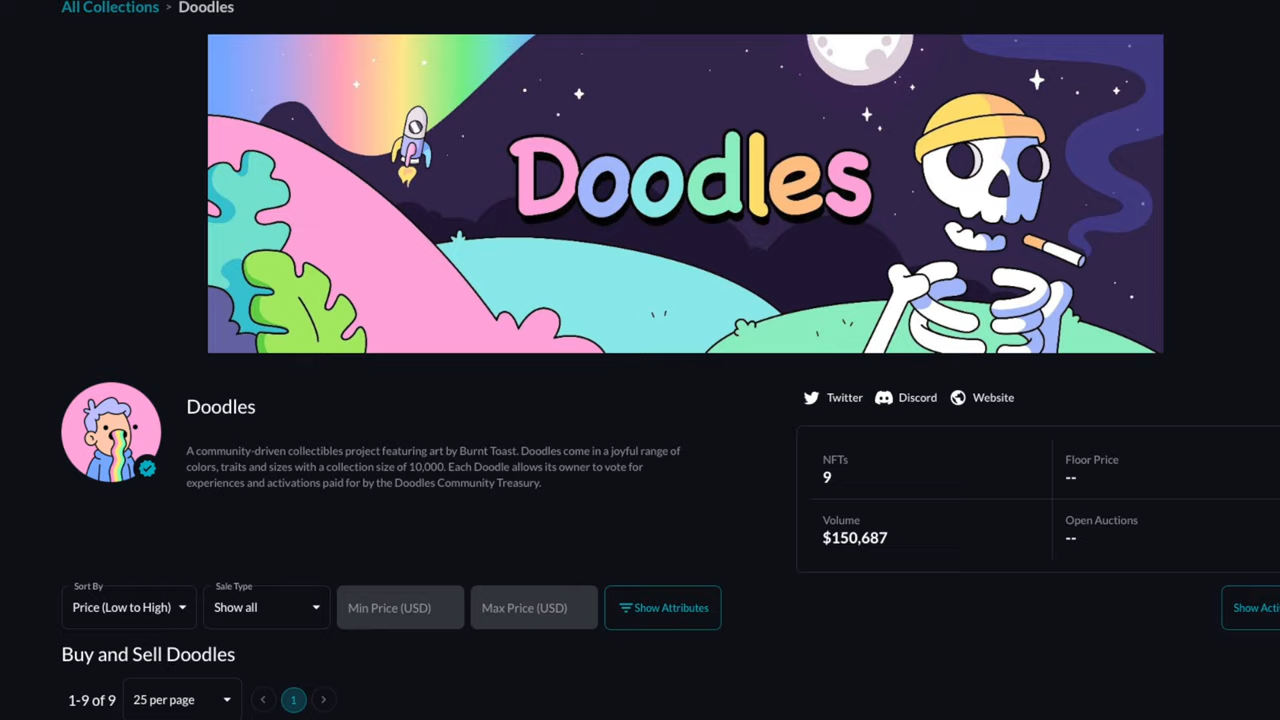 All Collections > Doodles
Doodles
Doodles
A community-driven collectibles project featuring art by Burnt Toast. Doodles come in a joyful range of
colors, traits and sizes with a collection size of 10,000. Each Doodle allows its owner to vote for
experiences and activations paid for by the Doodles Community Treasury.
Twitter Discord Website
NFTs
9
Floor Price
--
Volume
$150,687
Open Auctions
--
Sort By
Price (Low to High)
Sale Type
Show all
Min Price (USD)
Max Price (USD)
Show Attributes
Show Acti
Buy and Sell Doodles
1-9 of 9
25 per page
< 1 >